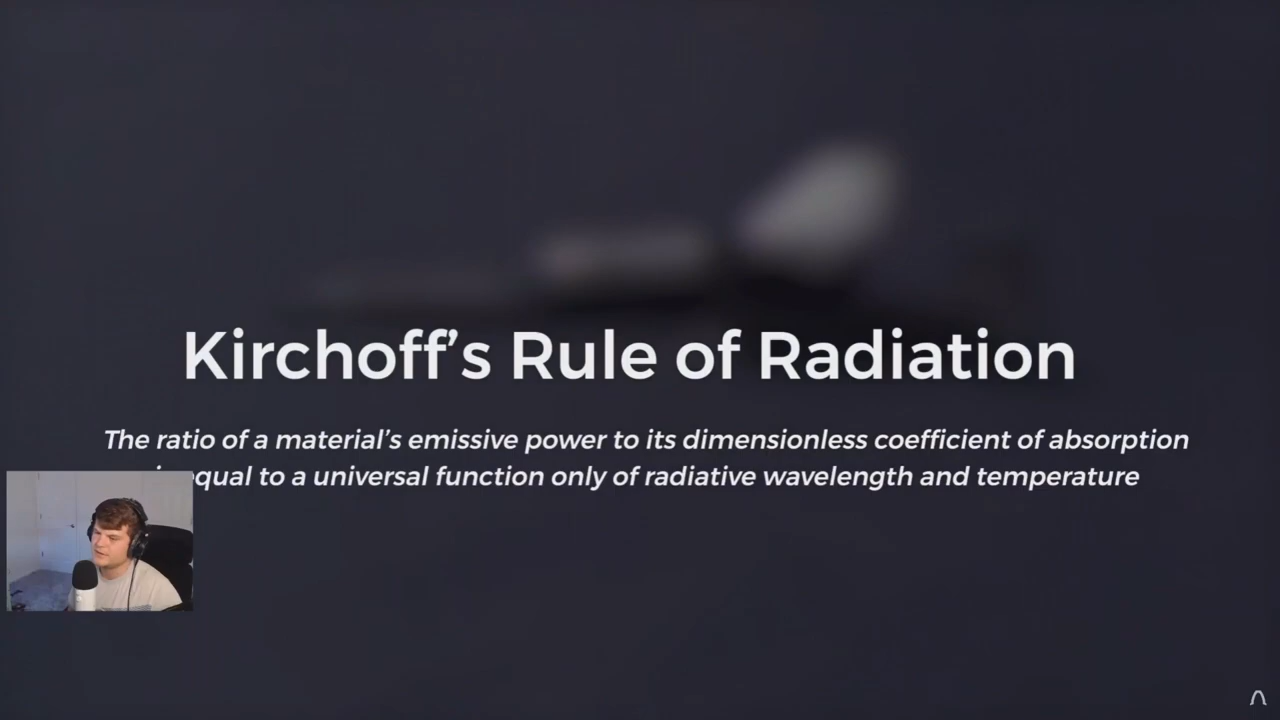 Kirchoff's Rule of Radiation
The ratio of a material's emissive power to its dimensionless coefficient of absorption
to a universal function only of radiative wavelength and temperature